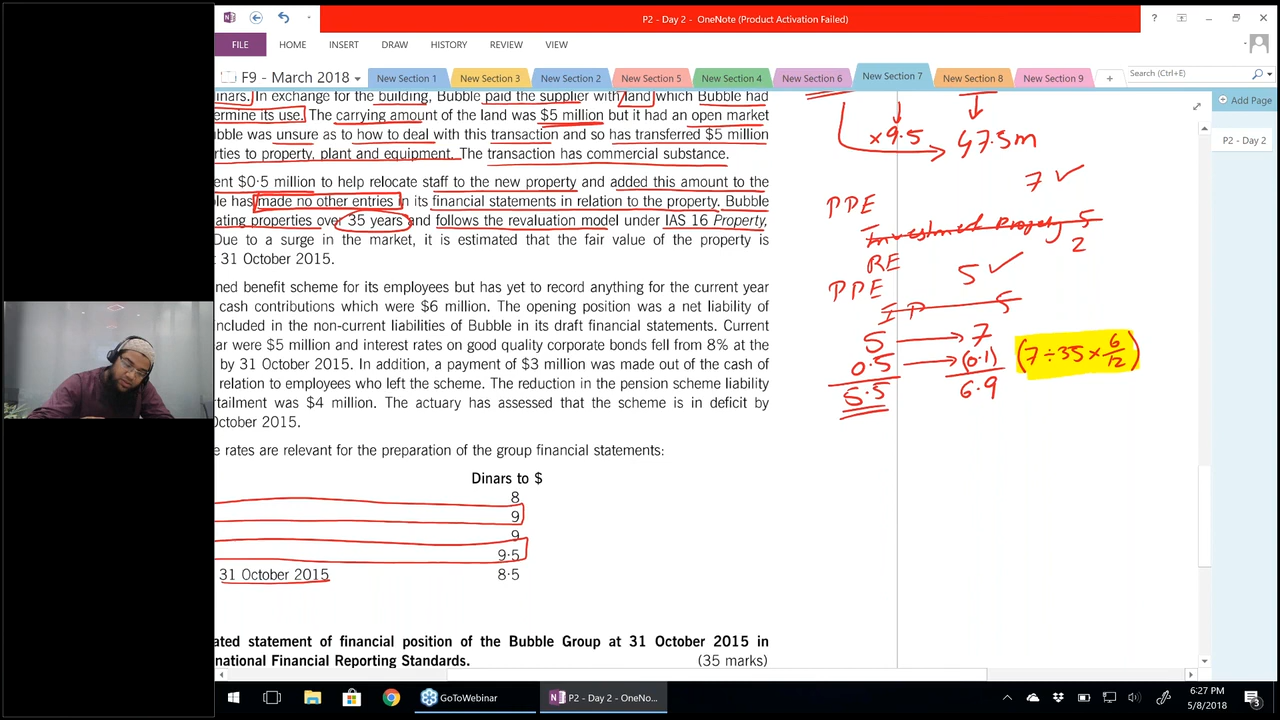 P2 - Day 2 - OneNote (Product Activation Failed)
FILE HOME INSERT DRAW HISTORY REVIEW VIEW
F9 - March 2018 New Section 1 New Section 3 New Section 2 New Section 5 New Section 4 New Section 6 New Section 7 New Section 8 New Section 9 + Search (Ctrl+E)
Add Page
P2 - Day 2
inars. In exchange for the building, Bubble paid the supplier with land which Bubble had
termine its use. The carrying amount of the land was $5 million but it had an open market
bble was unsure as to how to deal with this transaction and so has transferred $5 million
erties to property, plant and equipment. The transaction has commercial substance.
ent $0·5 million to help relocate staff to the new property and added this amount to the
le has made no other entries in its financial statements in relation to the property. Bubble
ating properties over 35 years and follows the revaluation model under IAS 16 Property,
Due to a surge in the market, it is estimated that the fair value of the property is
t 31 October 2015.
ned benefit scheme for its employees but has yet to record anything for the current year
cash contributions which were $6 million. The opening position was a net liability of
included in the non-current liabilities of Bubble in its draft financial statements. Current
ar were $5 million and interest rates on good quality corporate bonds fell from 8% at the
by 31 October 2015. In addition, a payment of $3 million was made out of the cash
relation to employees who left the scheme. The reduction in the pension scheme liability
rtailment was $4 million. The actuary has assessed that the scheme is in deficit by
ctober 2015.
e rates are relevant for the preparation of the group financial statements:
Dinars to $
8
9
9
9·5
31 October 2015 8·5
ated statement of financial position of the Bubble Group at 31 October 2015 in
national Financial Reporting Standards. (35 marks)
×9.5 → 47.5m
7 ✓
PPE
Investment Property 5
RE 2
PPE 5 ✓
IP 5
5 → 7
0.5 → (0.1) (7÷35×6/12)
5.5 6.9
GoToWebinar P2 - Day 2 - OneNo...
6:27 PM
5/8/2018
3